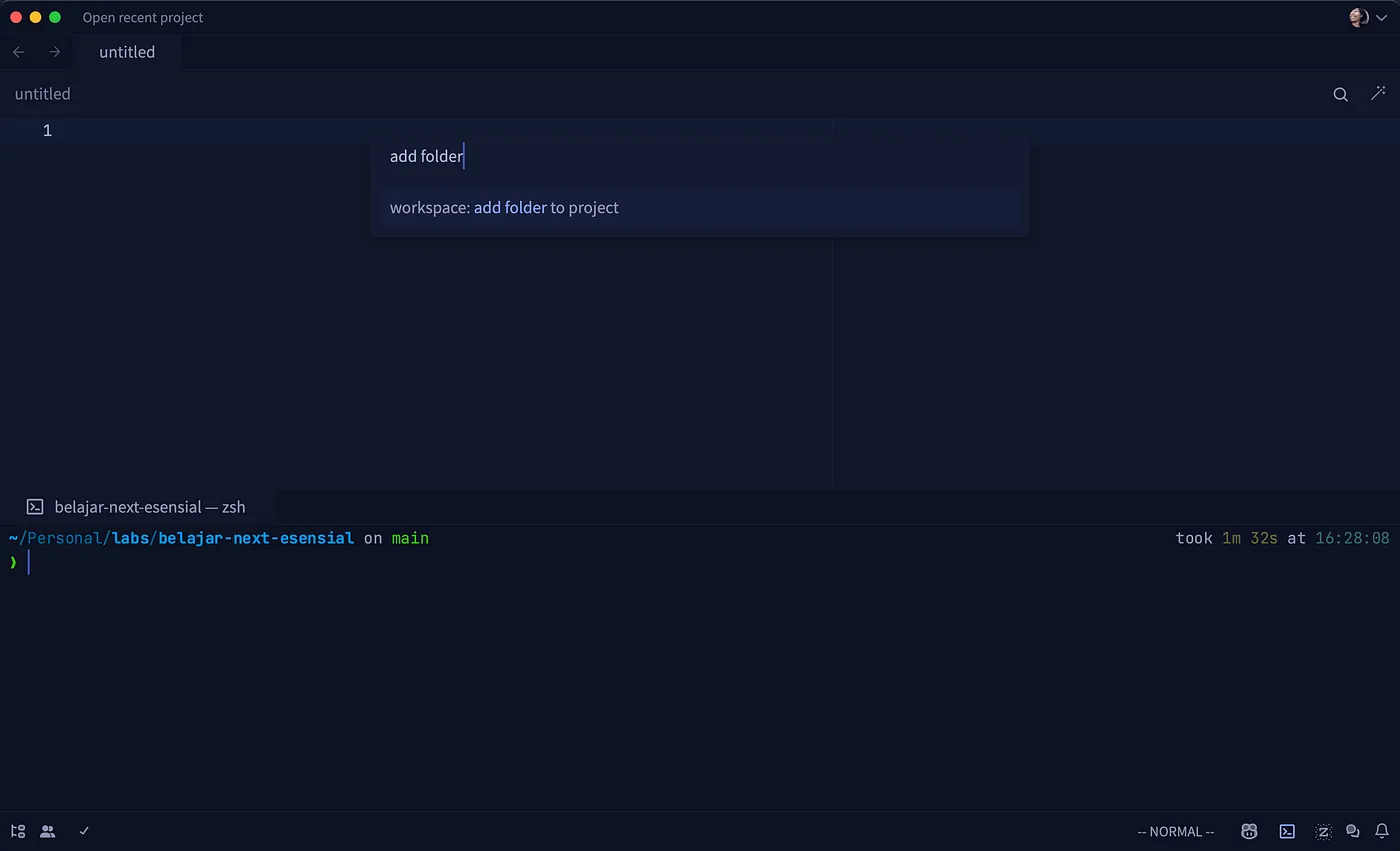 Open recent project
untitled
untitled
1
add folder
workspace: add folder to project
belajar-next-esensial — zsh
~/Personal/labs/belajar-next-esensial on main took 1m 32s at 16:28:08
❯
-- NORMAL --